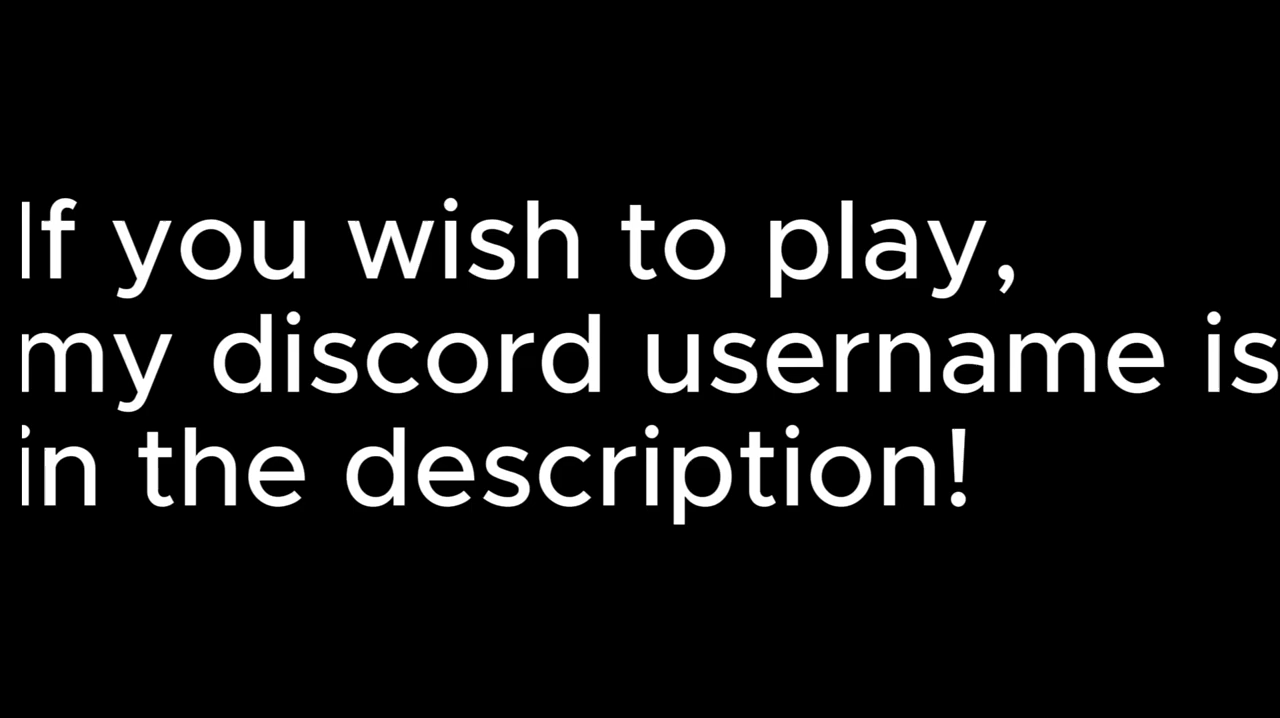 If you wish to play,
my discord username is
in the description!